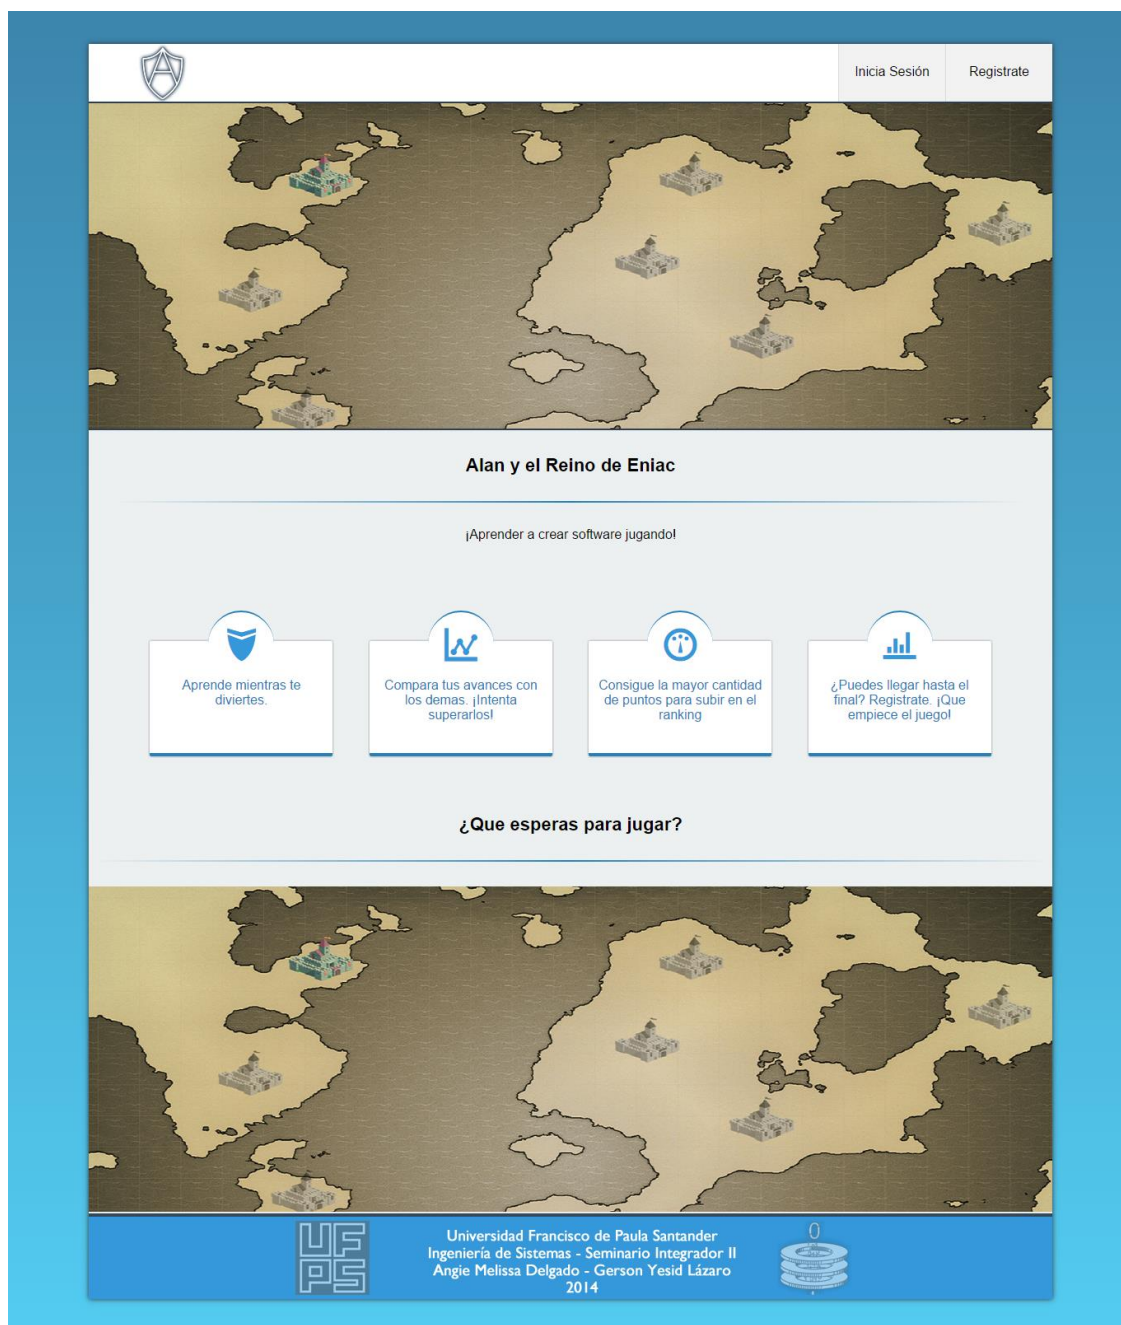 A
Inicia Sesión
Registrate
Alan y el Reino de Eniac
¡Aprender a crear software jugando!
Aprende mientras te
diviertes.
Compara tus avances con
los demas. ¡Intenta
superarlos!
Consigue la mayor cantidad
de puntos para subir en el
ranking
¿Puedes llegar hasta el
final? Registrate. ¡Que
empiece el juego!
¿Que esperas para jugar?
UFPS
Universidad Francisco de Paula Santander
Ingeniería de Sistemas - Seminario Integrador II
Angie Melissa Delgado - Gerson Yesid Lázaro
2014
0